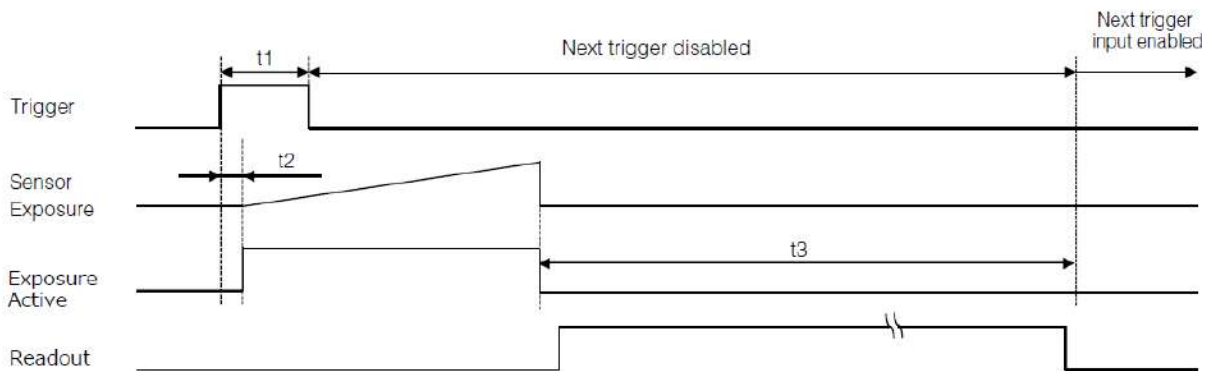 Next trigger
input enabled
Next trigger disabled
t1
Trigger
t2
Sensor
Exposure
t3
Exposure
Active
Readout